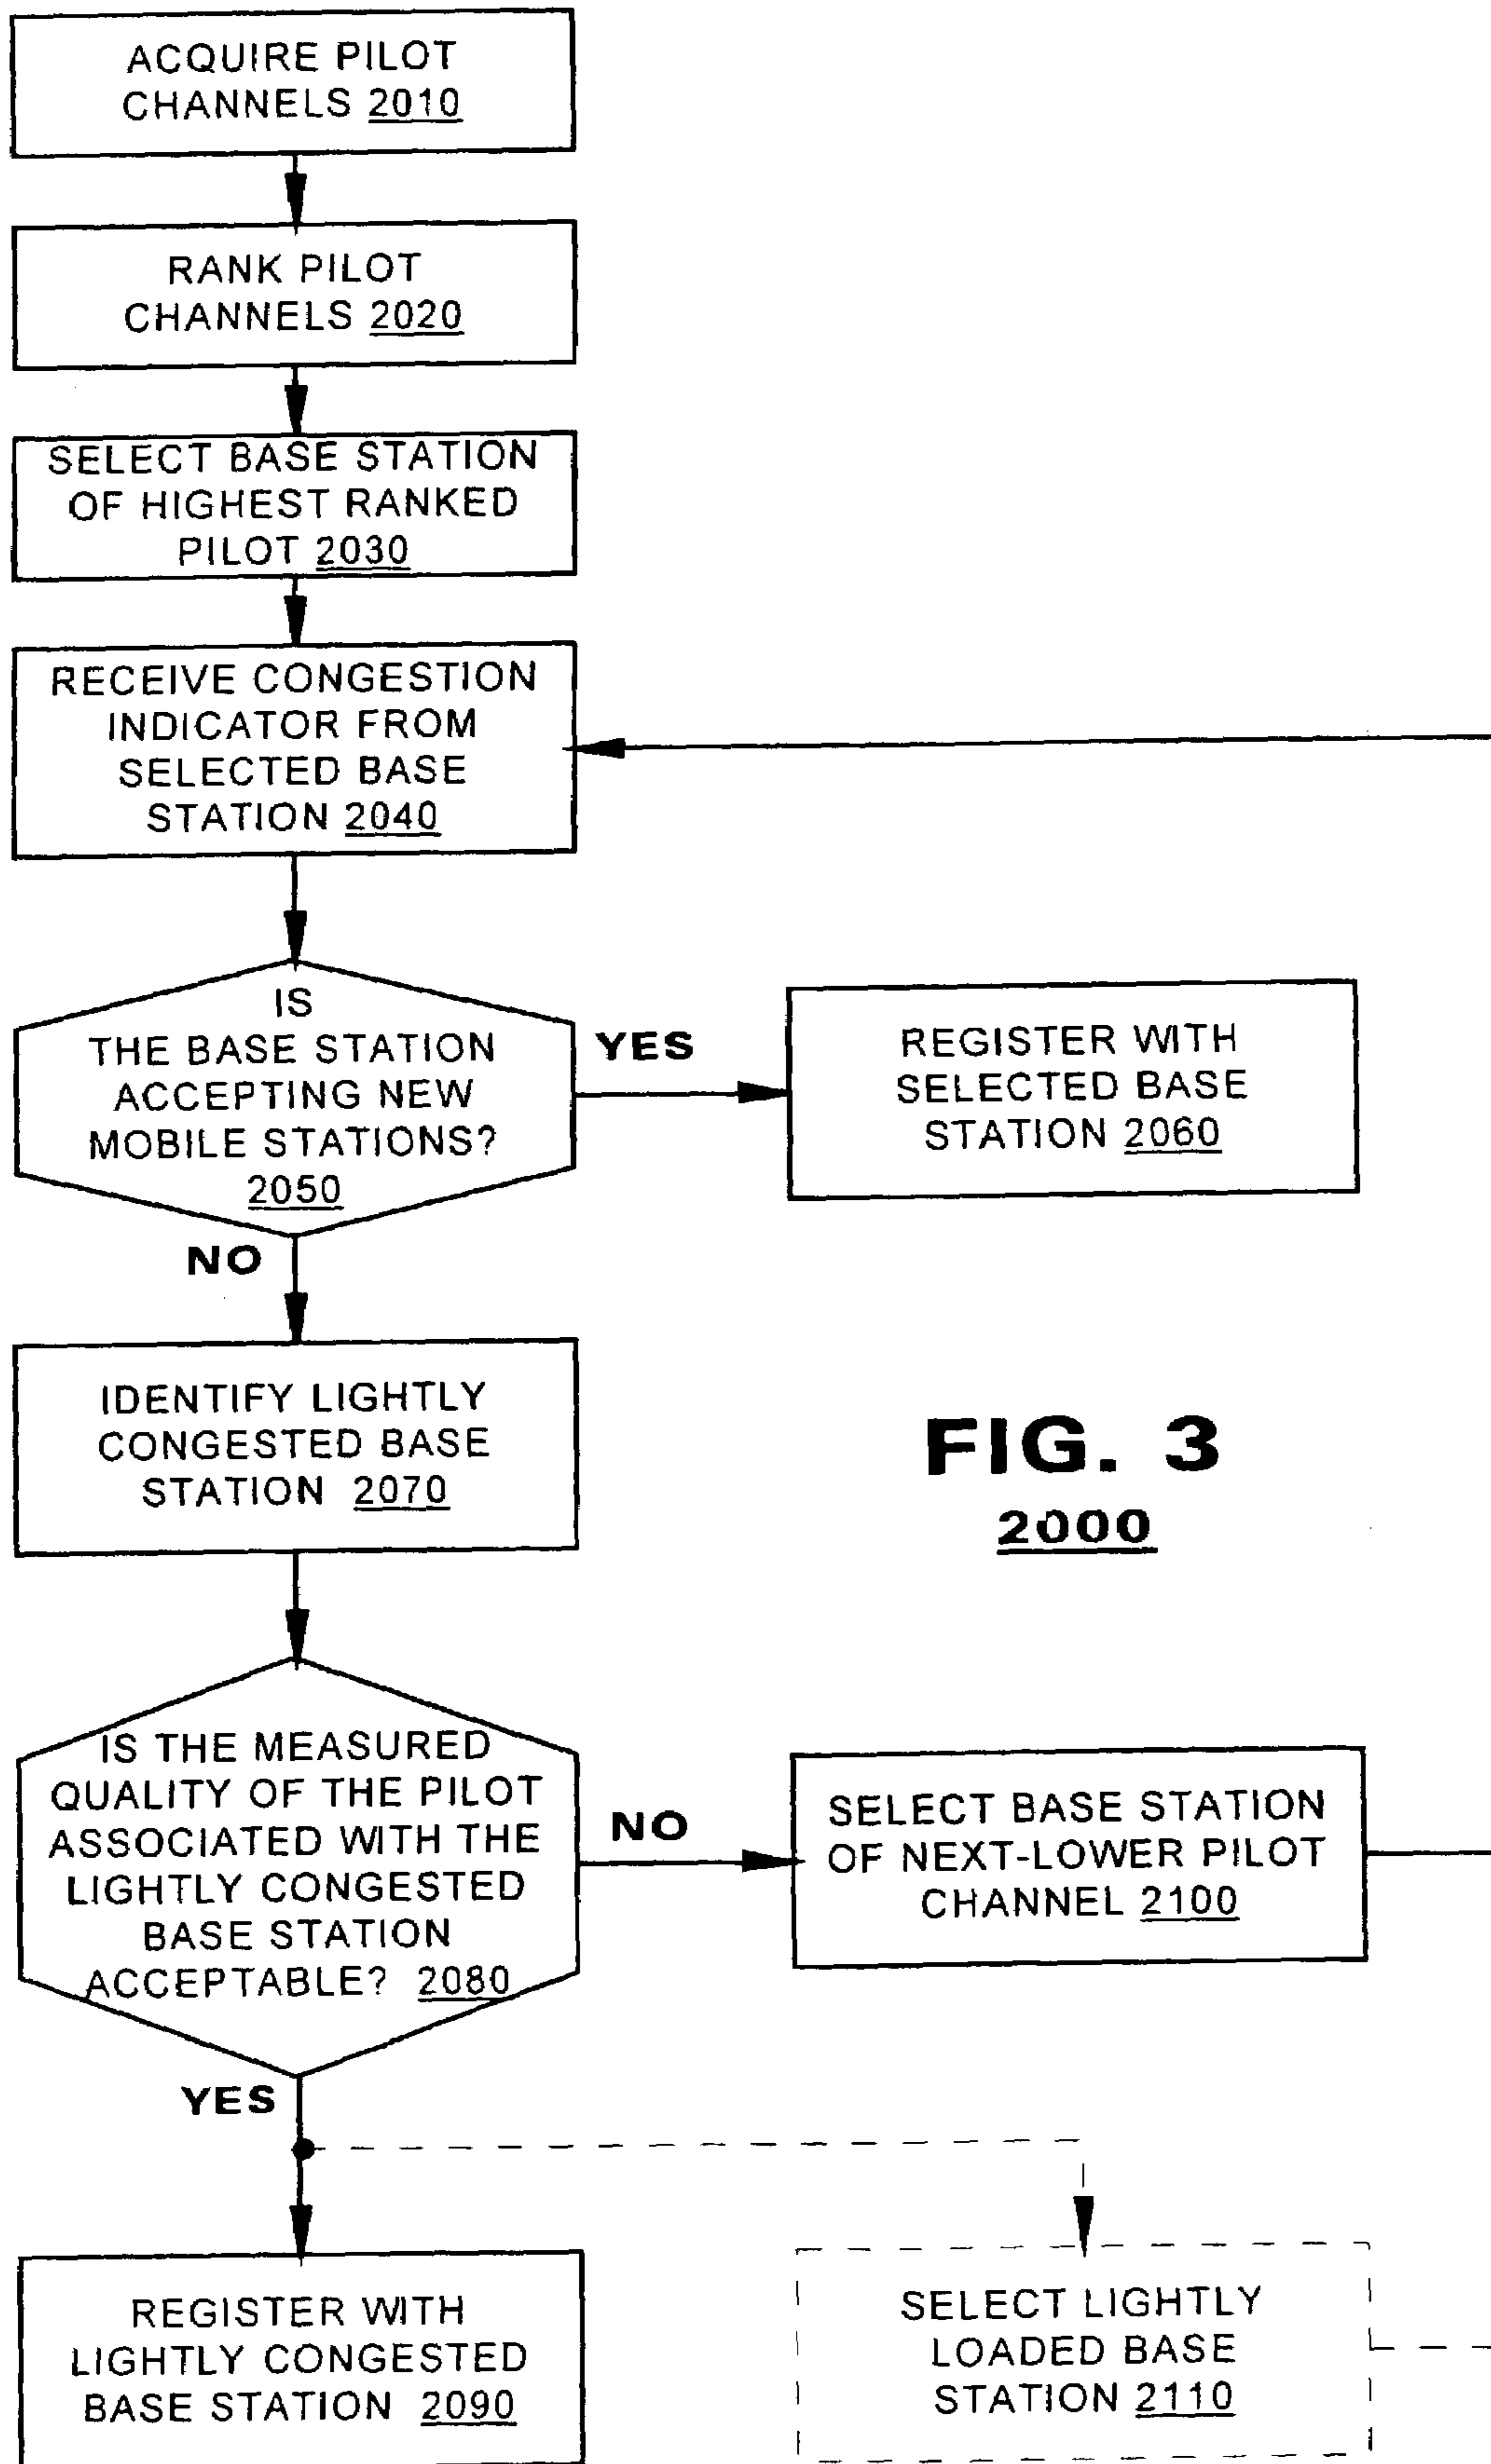 ACQUIRE PILOT
CHANNELS 2010
RANK PILOT
CHANNELS 2020
SELECT BASE STATION
OF HIGHEST RANKED
PILOT 2030
RECEIVE CONGESTION
INDICATOR FROM
SELECTED BASE
STATION 2040
IS
THE BASE STATION
ACCEPTING NEW
MOBILE STATIONS?
2050
YES
REGISTER WITH
SELECTED BASE
STATION 2060
NO
IDENTIFY LIGHTLY
CONGESTED BASE
STATION 2070
FIG. 3
2000
IS THE MEASURED
QUALITY OF THE PILOT
ASSOCIATED WITH THE
LIGHTLY CONGESTED
BASE STATION
ACCEPTABLE? 2080
NO
SELECT BASE STATION
OF NEXT-LOWER PILOT
CHANNEL 2100
YES
REGISTER WITH
LIGHTLY CONGESTED
BASE STATION 2090
SELECT LIGHTLY
LOADED BASE
STATION 2110